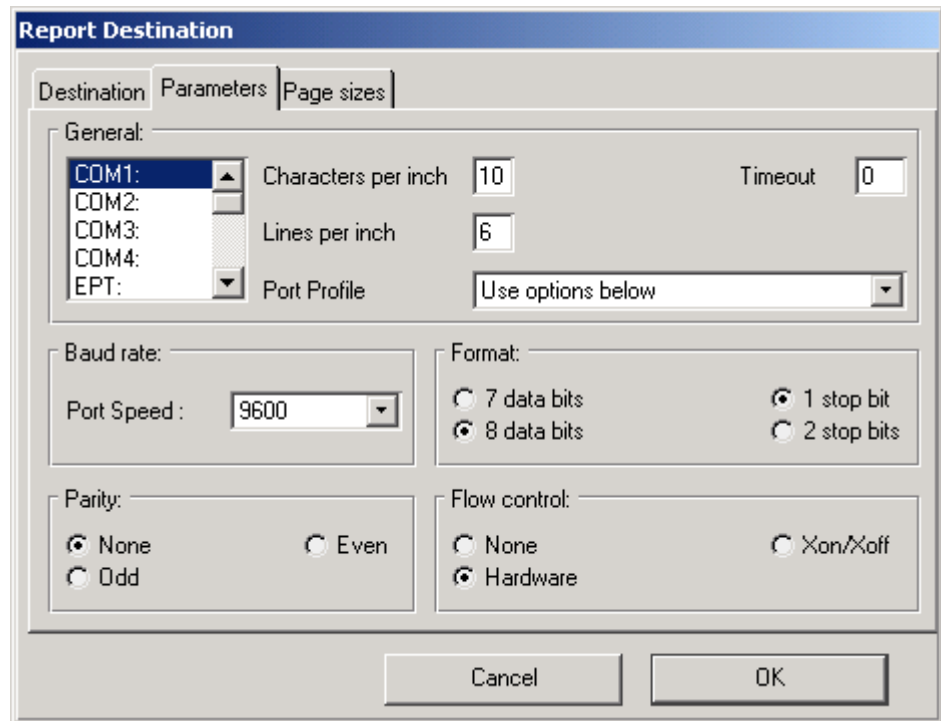 Report Destination
Destination Parameters Page sizes
General:
COM1:
COM2:
COM3:
COM4:
EPT:
Characters per inch 10 Timeout 0
Lines per inch 6
Port Profile Use options below
Baud rate:
Port Speed : 9600
Format:
7 data bits 1 stop bit
8 data bits 2 stop bits
Parity:
None Even
Odd
Flow control:
None Xon/Xoff
Hardware
Cancel OK